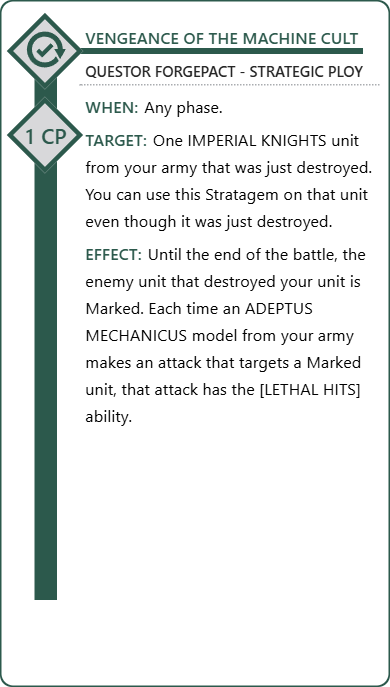 VENGEANCE OF THE MACHINE CULT
QUESTOR FORGEPACT - STRATEGIC PLOY
WHEN: Any phase.
1 CP
TARGET: One IMPERIAL KNIGHTS unit
from your army that was just destroyed.
You can use this Stratagem on that unit
even though it was just destroyed.
EFFECT: Until the end of the battle, the
enemy unit that destroyed your unit is
Marked. Each time an ADEPTUS
MECHANICUS model from your army
makes an attack that targets a Marked
unit, that attack has the [LETHAL HITS]
ability.